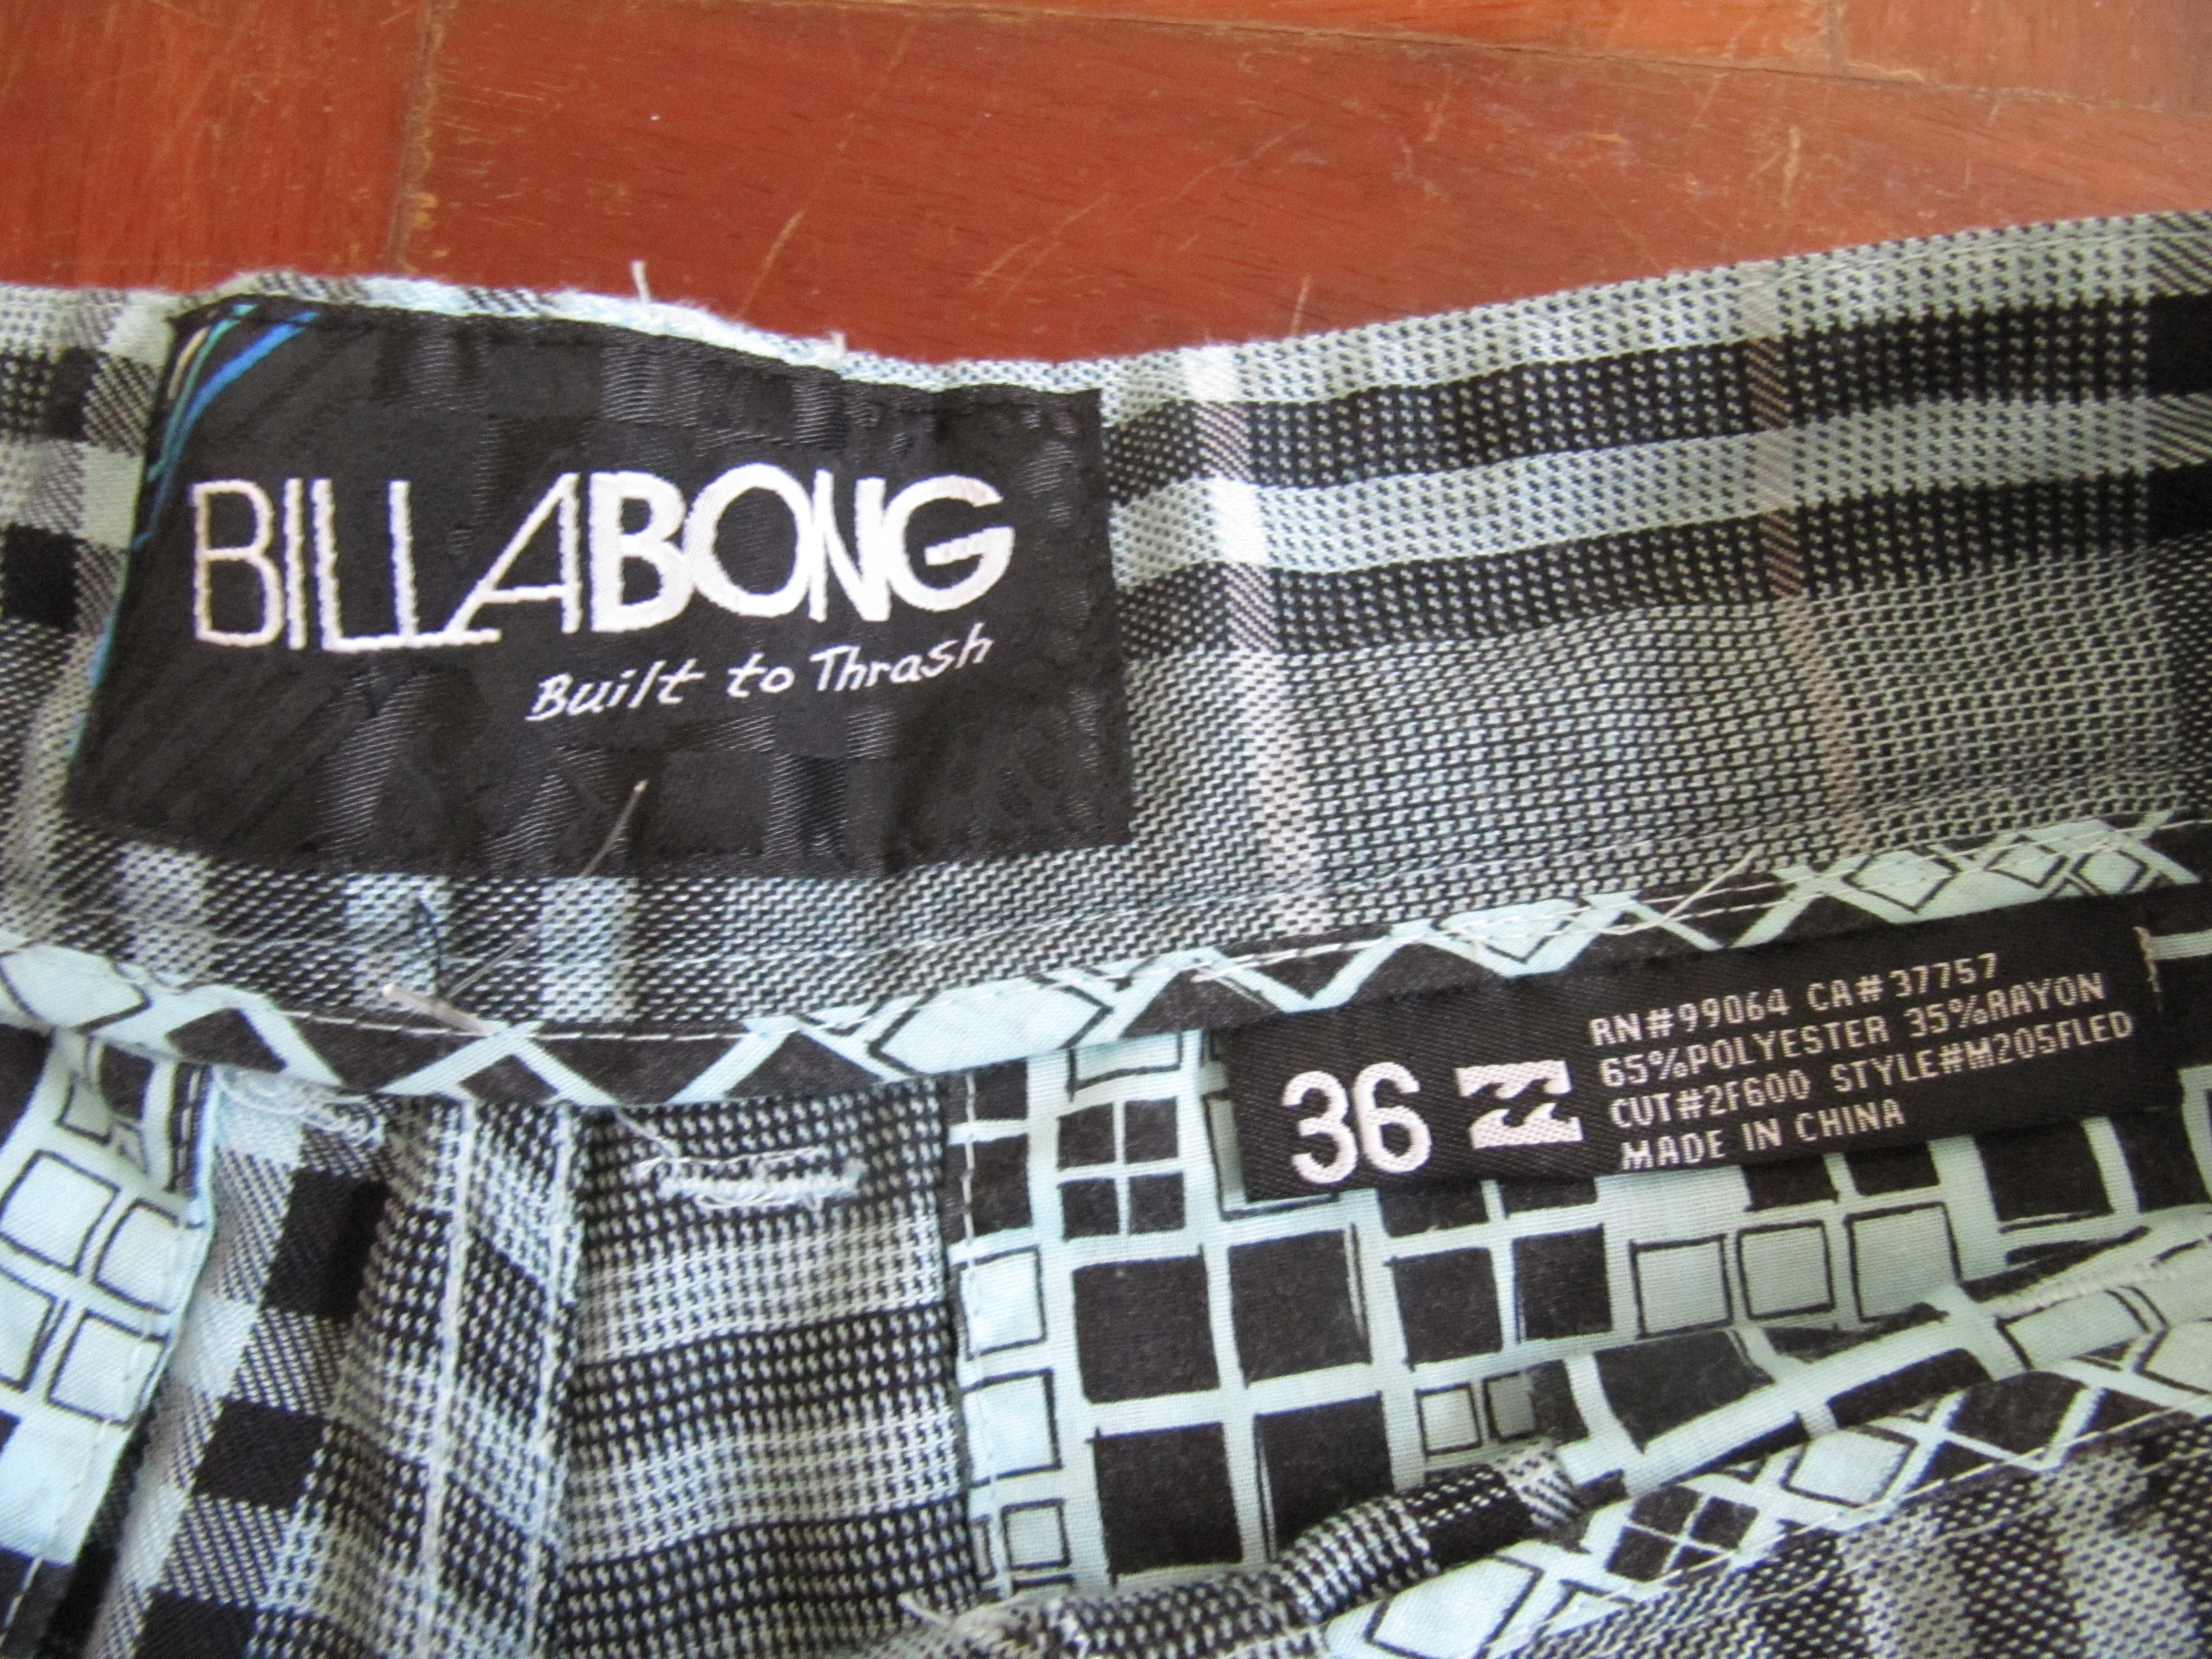 BILLABONG
Built to Thrash
36
RN#99064 CA#37757
65%POLYESTER 35%RAYON
CUT#2F600 STYLE#M205FLED
MADE IN CHINA